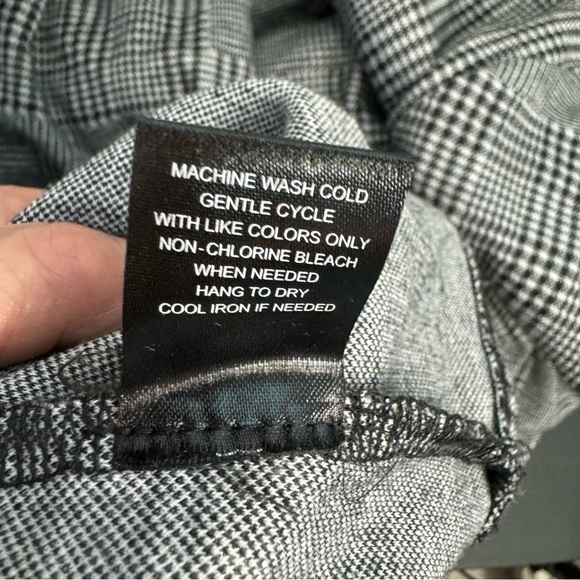 MACHINE WASH COLD
GENTLE CYCLE
WITH LIKE COLORS ONLY
NON-CHLORINE BLEACH
WHEN NEEDED
HANG TO DRY
COOL IRON IF NEEDED